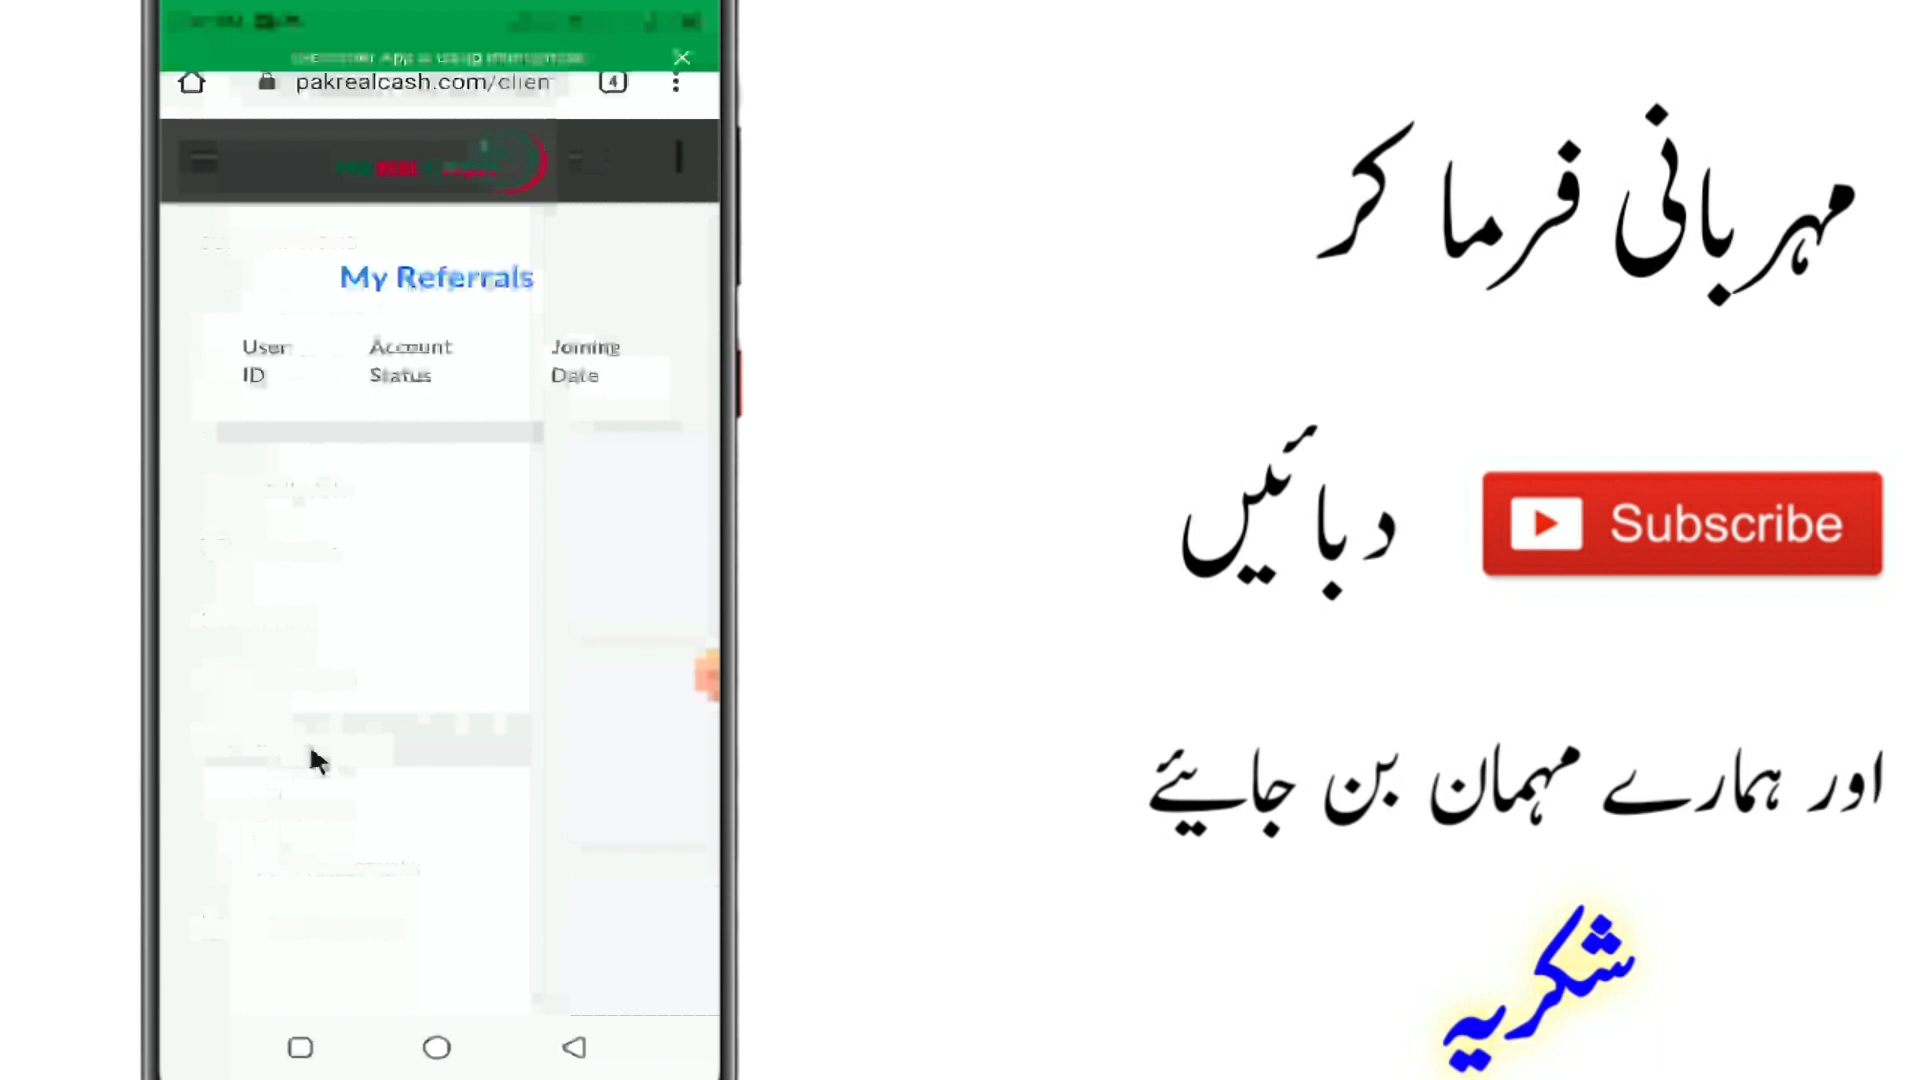 pakrealcash.com/clien
4
My Referrals
User ID
Account Status
Joining Date
مہربانی فرما کر
Subscribe دبائیں
اور ہمارے مہمان بن جایئے
شکریہ